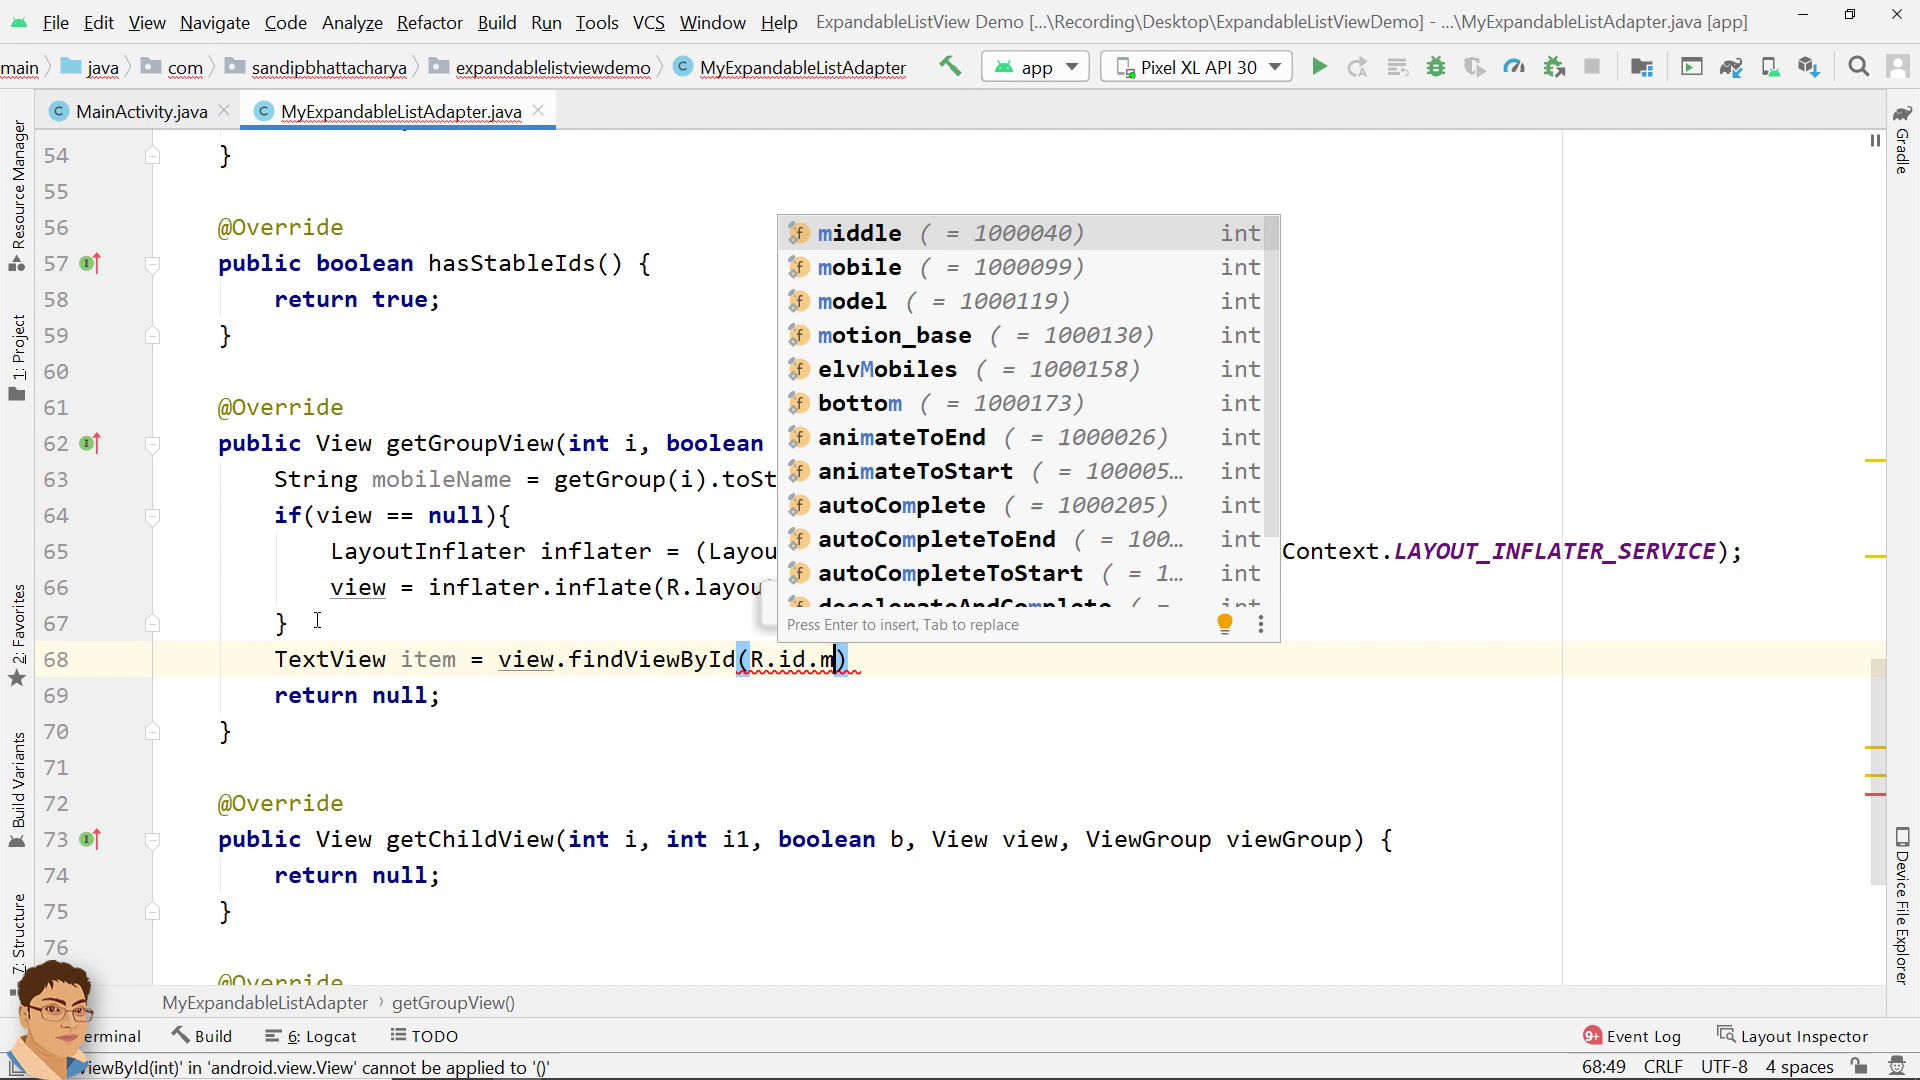 File Edit View Navigate Code Analyze Refactor Build Run Tools VCS Window Help ExpandableListView Demo [...\Recording\Desktop\ExpandableListViewDemo] - ...\MyExpandableListAdapter.java [app]
main java com sandipbhattacharya expandablelistviewdemo MyExpandableListAdapter app Pixel XL API 30
MainActivity.java MyExpandableListAdapter.java
Resource Manager
1: Project
2: Favorites
Build Variants
7: Structure
Gradle
Device File Explorer
54 }
55
56 @Override
57 public boolean hasStableIds() {
58 return true;
59 }
60
61 @Override
62 public View getGroupView(int i, boolean
63 String mobileName = getGroup(i).toSt
64 if(view == null){
65 LayoutInflater inflater = (Layou Context.LAYOUT_INFLATER_SERVICE);
66 view = inflater.inflate(R.layou
67 }
68 TextView item = view.findViewById(R.id.m)
69 return null;
70 }
71
72 @Override
73 public View getChildView(int i, int i1, boolean b, View view, ViewGroup viewGroup) {
74 return null;
75 }
76
@Override
middle ( = 1000040) int
mobile ( = 1000099) int
model ( = 1000119) int
motion_base ( = 1000130) int
elvMobiles ( = 1000158) int
bottom ( = 1000173) int
animateToEnd ( = 1000026) int
animateToStart ( = 100005… int
autoComplete ( = 1000205) int
autoCompleteToEnd ( = 100… int
autoCompleteToStart ( = 1… int
decelerateAndComplete ( = int
Press Enter to insert, Tab to replace
MyExpandableListAdapter getGroupView()
erminal Build 6: Logcat TODO 9+ Event Log Layout Inspector
iewById(int)' in 'android.view.View' cannot be applied to '()' 68:49 CRLF UTF-8 4 spaces